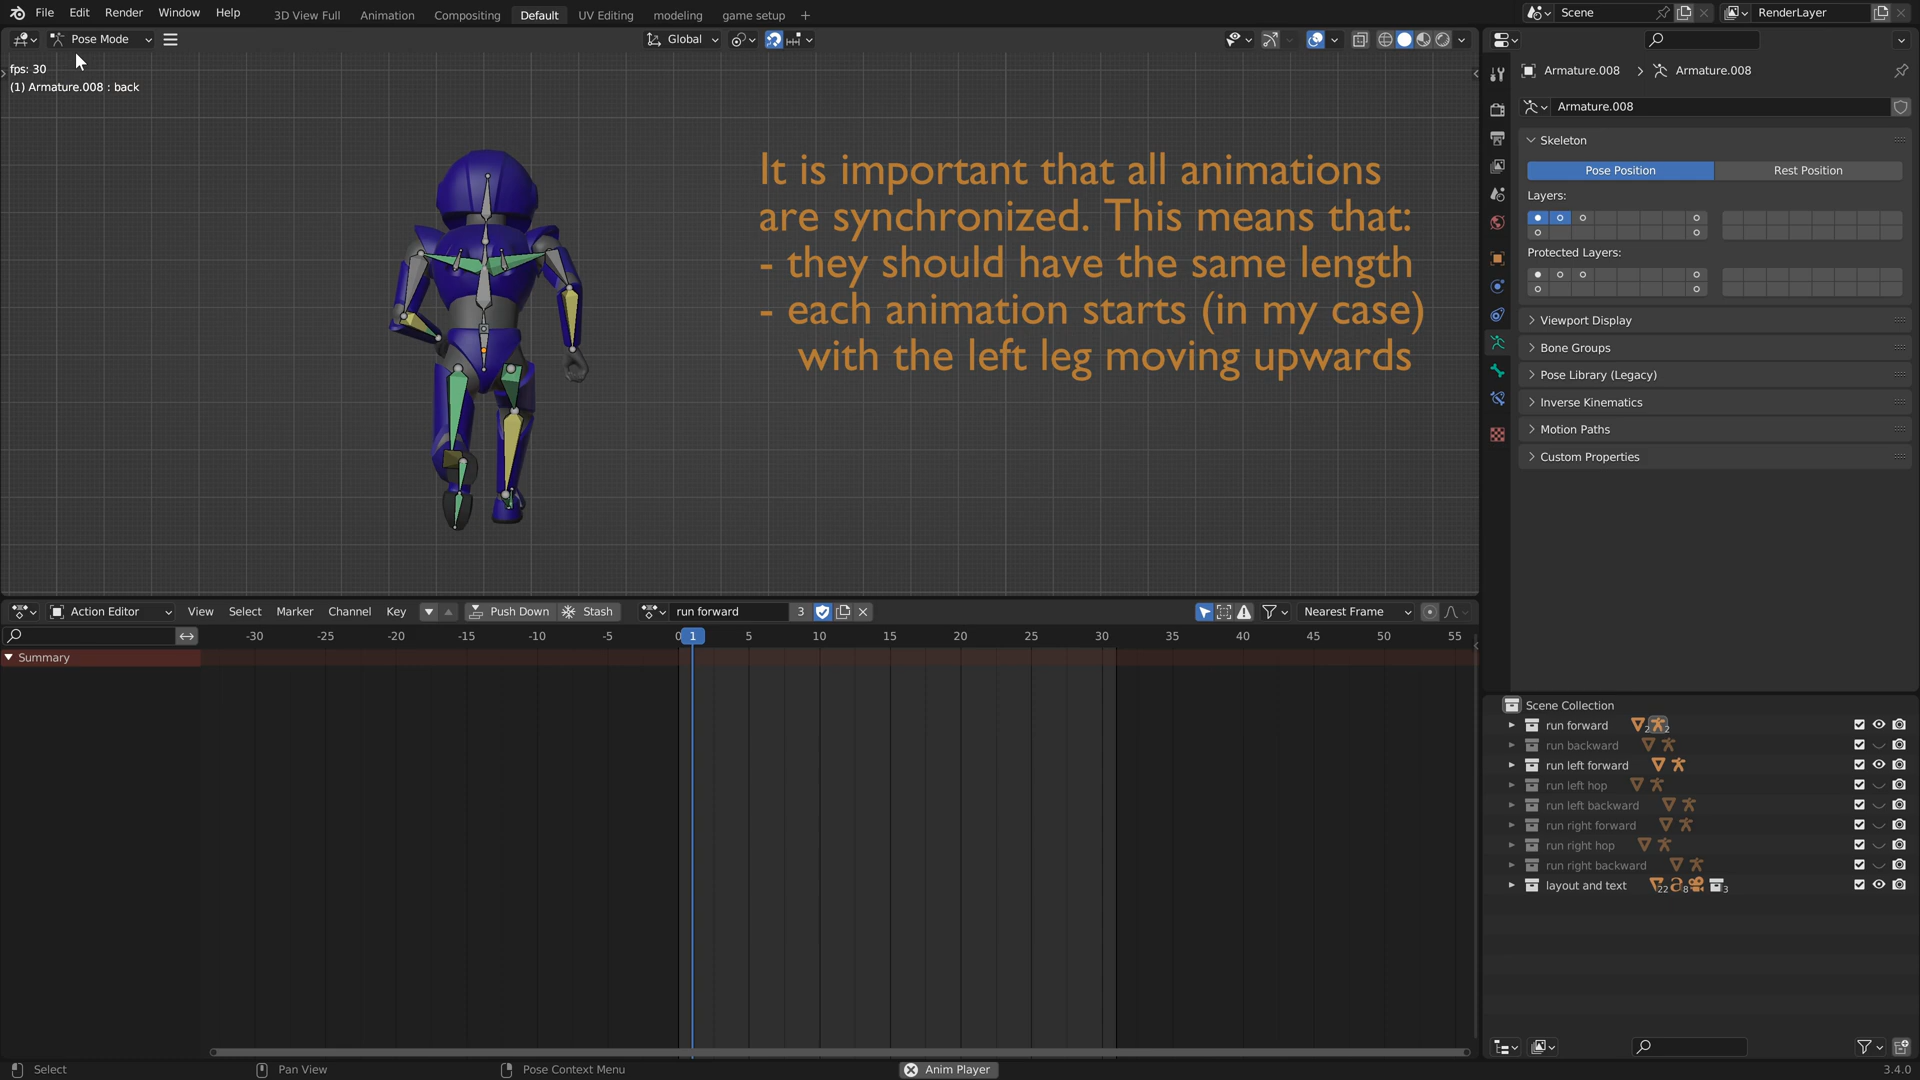 File Edit Render Window Help 3D View Full Animation Compositing Default UV Editing modeling game setup + Scene RenderLayer
Pose Mode Global
fps: 30
(1) Armature.008 : back
It is important that all animations
are synchronized. This means that:
- they should have the same length
- each animation starts (in my case)
with the left leg moving upwards
Armature.008 > Armature.008
Armature.008
Skeleton
Pose Position Rest Position
Layers:
Protected Layers:
Viewport Display
Bone Groups
Pose Library (Legacy)
Inverse Kinematics
Motion Paths
Custom Properties
Action Editor View Select Marker Channel Key Push Down Stash run forward 3 Nearest Frame
-30 -25 -20 -15 -10 -5 0 1 5 10 15 20 25 30 35 40 45 50 55
Summary
Scene Collection
run forward 2 2
run backward
run left forward
run left hop
run left backward
run right forward
run right hop
run right backward
layout and text 22 8 3
Select Pan View Pose Context Menu Anim Player 3.4.0